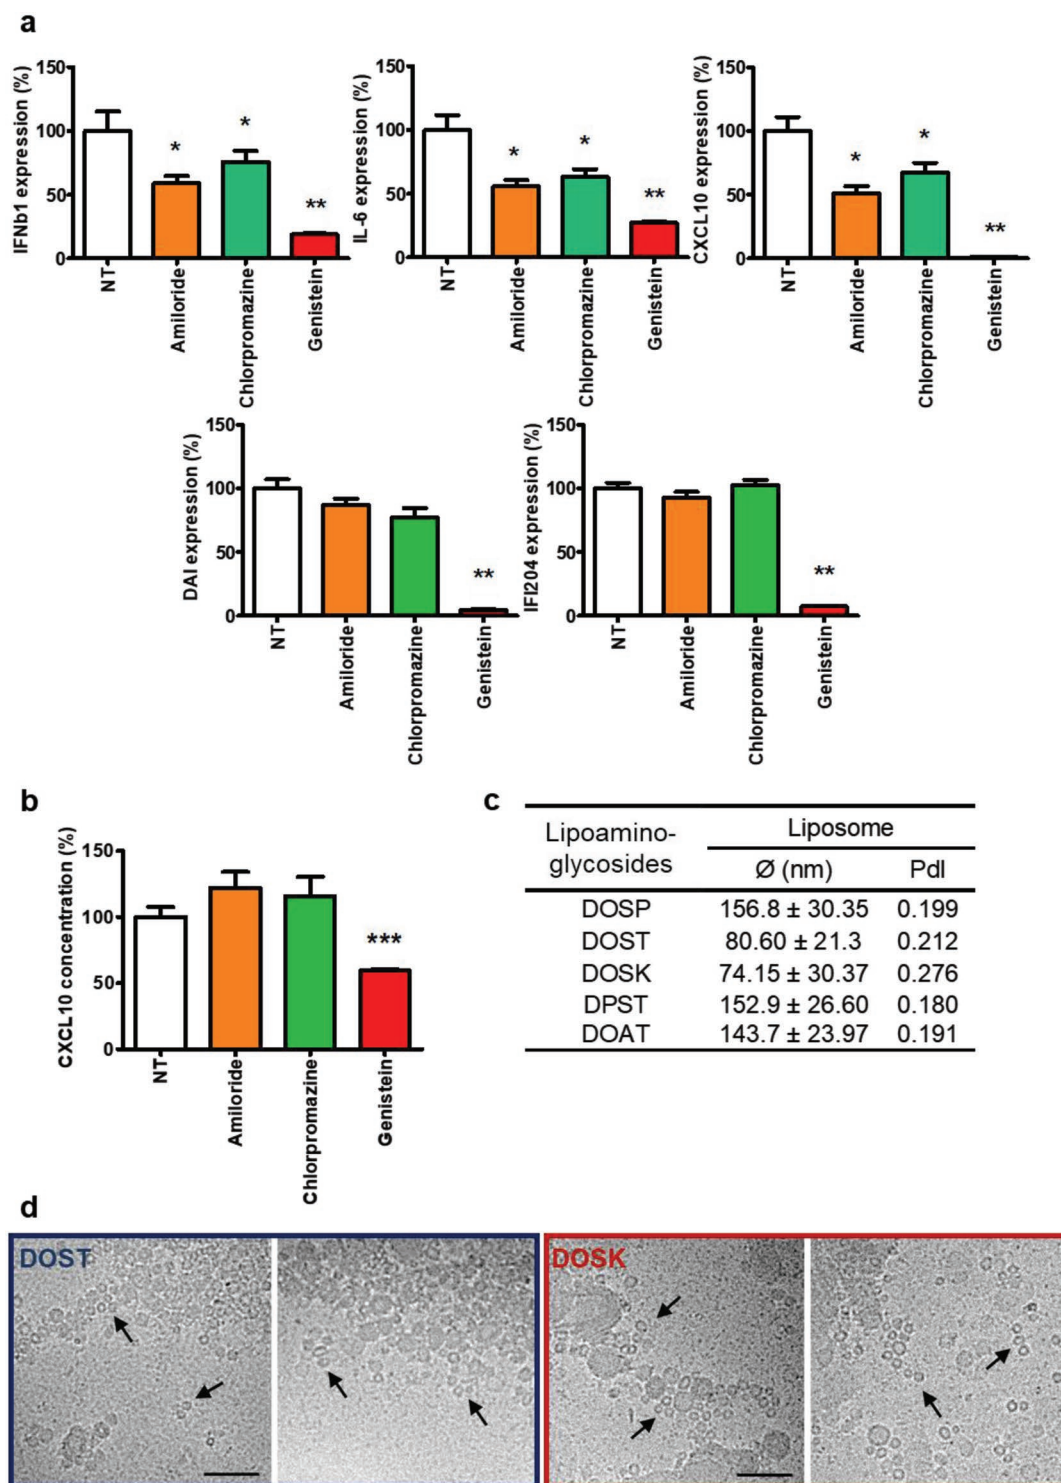 a
IFNb1 expression (%)
150
100
50
0
*
*
**
NT
Amiloride
Chlorpromazine
Genistein
IL-6 expression (%)
150
100
50
0
*
*
**
NT
Amiloride
Chlorpromazine
Genistein
CXCL10 expression (%)
150
100
50
0
*
*
**
NT
Amiloride
Chlorpromazine
Genistein
DAI expression (%)
150
100
50
0
**
NT
Amiloride
Chlorpromazine
Genistein
IFI204 expression (%)
150
100
50
0
**
NT
Amiloride
Chlorpromazine
Genistein
b
CXCL10 concentration (%)
150
100
50
0
***
NT
Amiloride
Chlorpromazine
Genistein
c
Lipoamino-
glycosides
Liposome
Ø (nm) PdI
DOSP 156.8 ± 30.35 0.199
DOST 80.60 ± 21.3 0.212
DOSK 74.15 ± 30.37 0.276
DPST 152.9 ± 26.60 0.180
DOAT 143.7 ± 23.97 0.191
d
DOST
DOSK